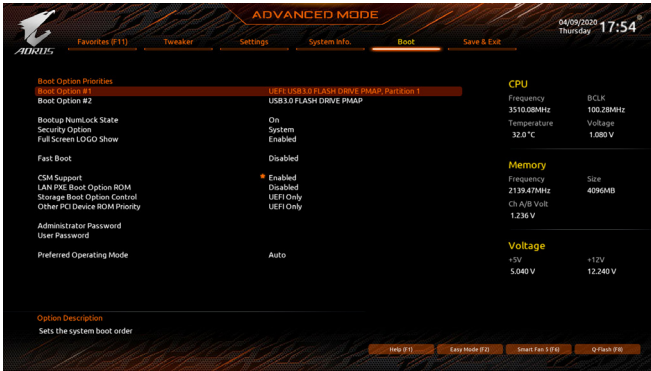 ADVANCED MODE
04/09/2020 Thursday 17:54
AORUS
Favorites (F11) Tweaker Settings System Info. Boot Save & Exit
Boot Option Priorities
Boot Option #1 UEFI: USB3.0 FLASH DRIVE PMAP, Partition 1
Boot Option #2 USB3.0 FLASH DRIVE PMAP
Bootup NumLock State On
Security Option System
Full Screen LOGO Show Enabled
Fast Boot Disabled
CSM Support * Enabled
LAN PXE Boot Option ROM Disabled
Storage Boot Option Control UEFI Only
Other PCI Device ROM Priority UEFI Only
Administrator Password
User Password
Preferred Operating Mode Auto
CPU
Frequency BCLK
3510.08MHz 100.28MHz
Temperature Voltage
32.0 °C 1.080 V
Memory
Frequency Size
2139.47MHz 4096MB
Ch A/B Volt
1.236 V
Voltage
+5V +12V
5.040 V 12.240 V
Option Description
Sets the system boot order
Help (F1) Easy Mode (F2) Smart Fan 5 (F6) Q-Flash (F8)